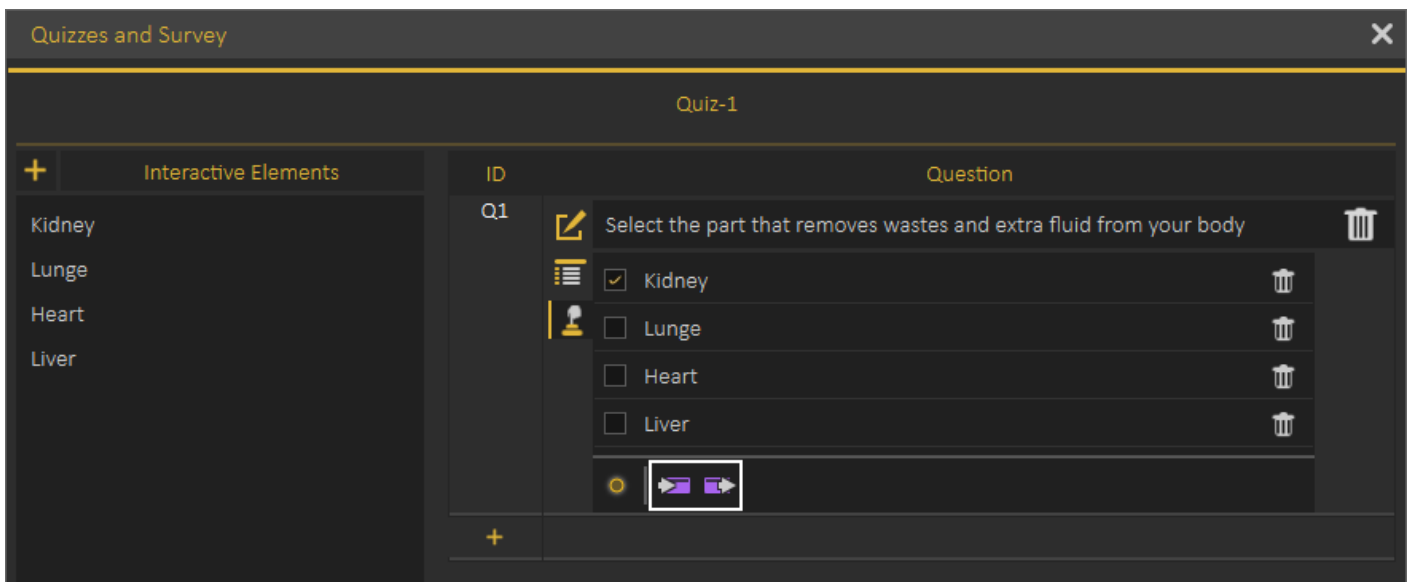 Quizzes and Survey
Quiz-1
Interactive Elements
Kidney
Lunge
Heart
Liver
ID
Question
Q1
Select the part that removes wastes and extra fluid from your body
Kidney
Lunge
Heart
Liver